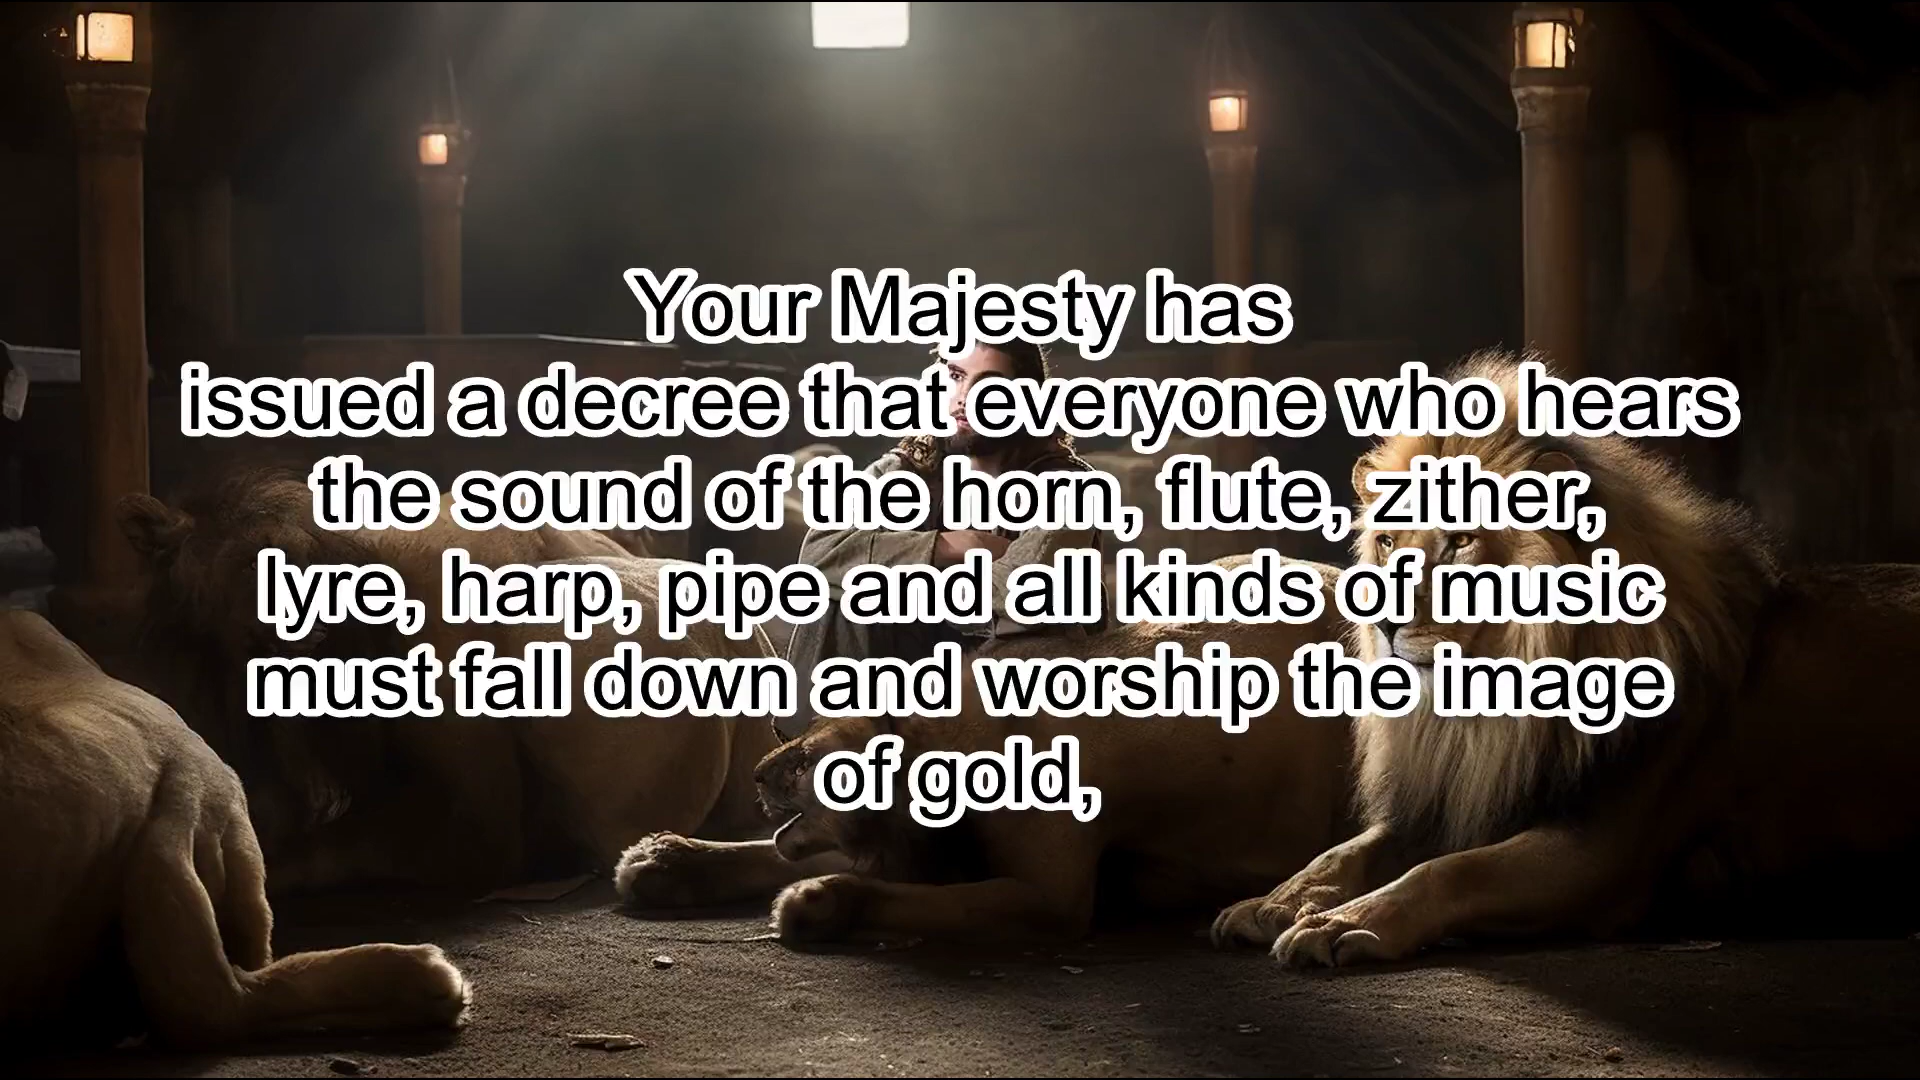 Your Majesty has
issued a decree that everyone who hears
the sound of the horn, flute, zither,
lyre, harp, pipe and all kinds of music
must fall down and worship the image
of gold,